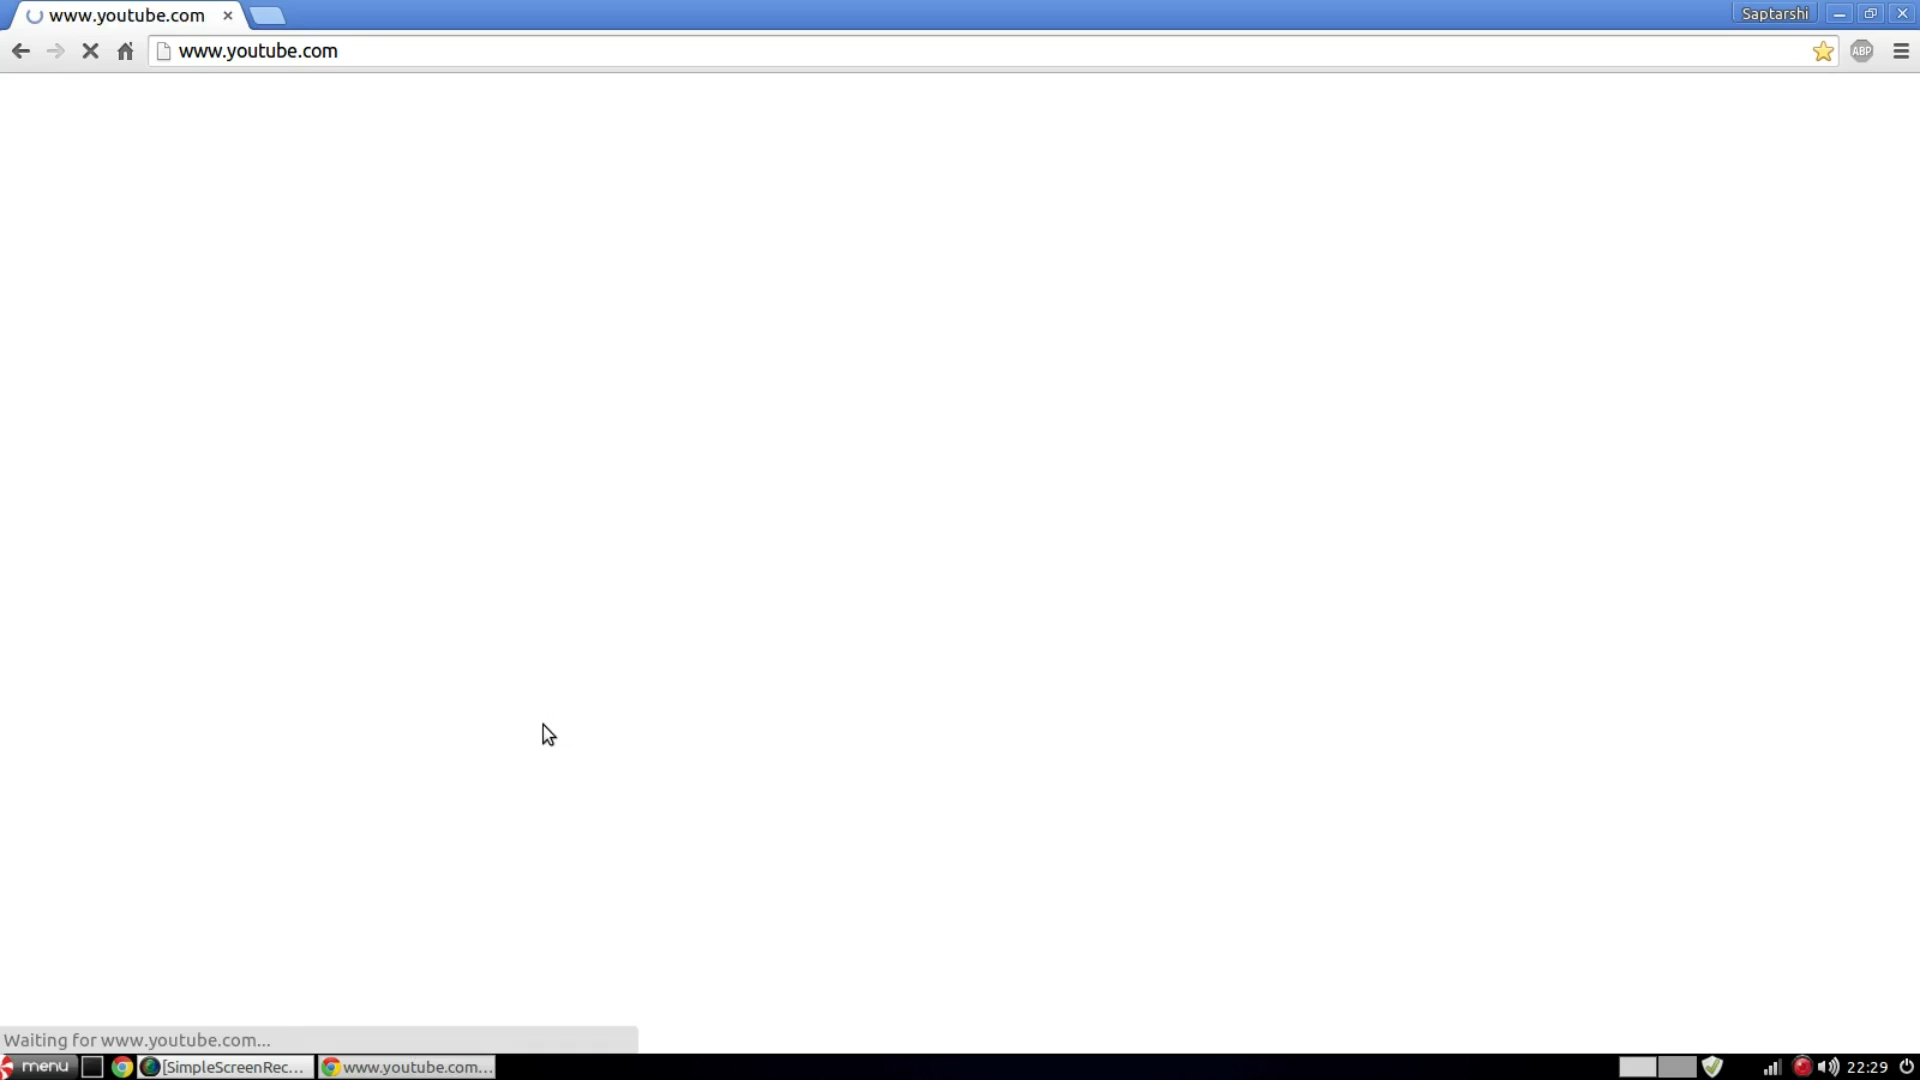 www.youtube.com
Saptarshi
www.youtube.com
ABP
Waiting for www.youtube.com...
menu
[SimpleScreenRec...
www.youtube.com...
22:29